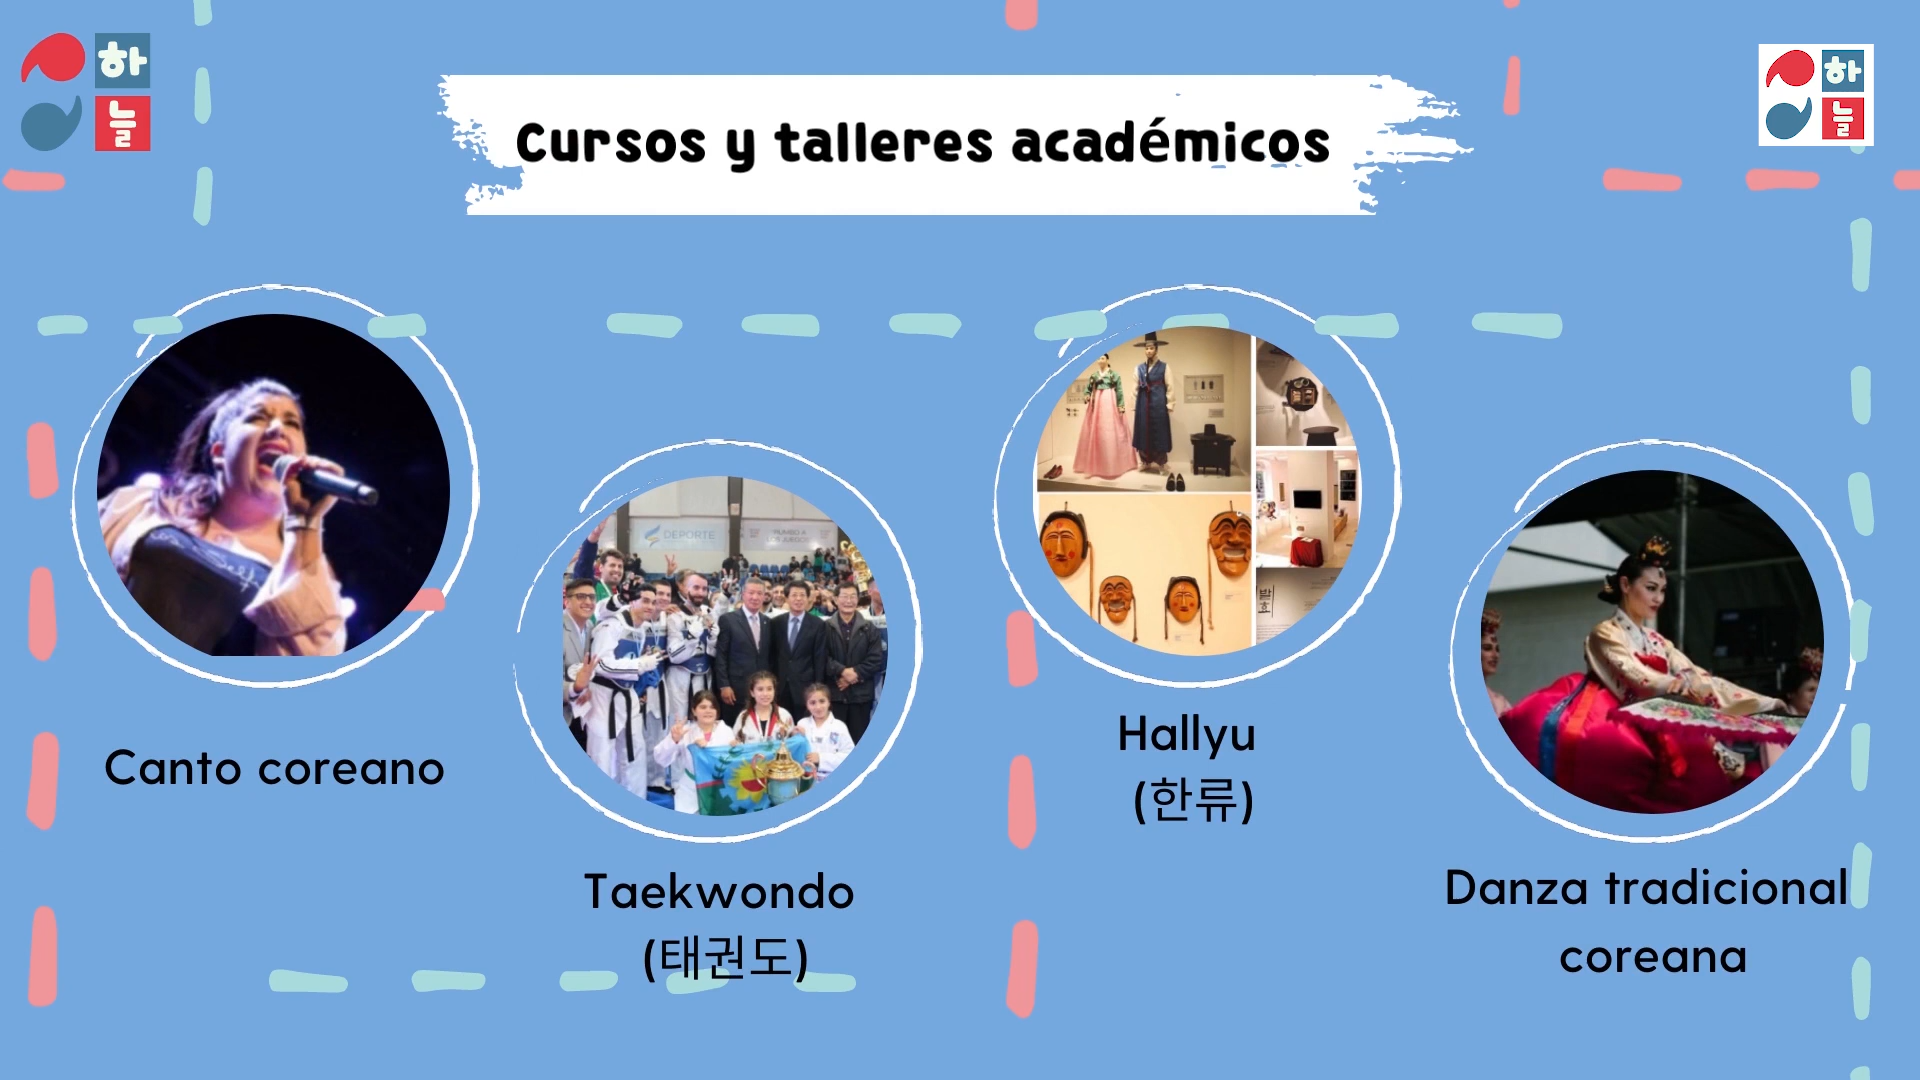 하
늘
하
늘
Cursos y talleres académicos
DEPORTE
Canto coreano
Taekwondo
(태권도)
Hallyu
(한류)
Danza tradicional
coreana